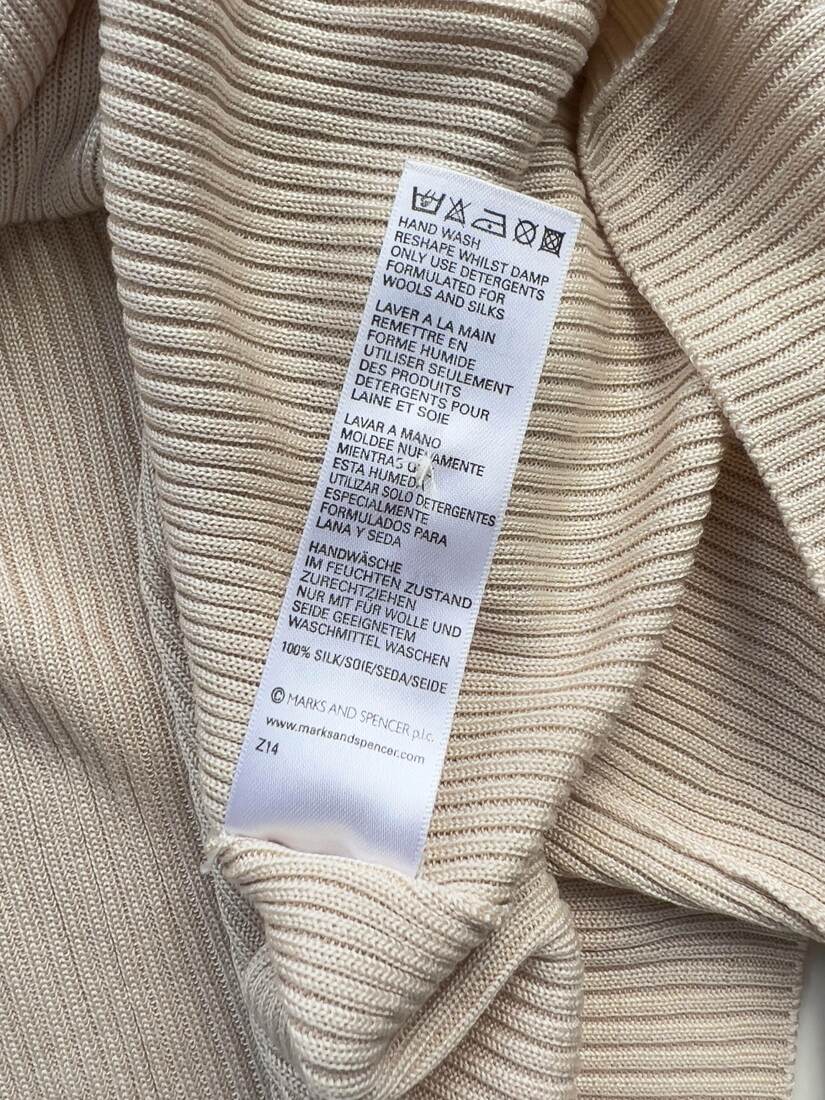 HAND WASH
RESHAPE WHILST DAMP
ONLY USE DETERGENTS
FORMULATED FOR
WOOLS AND SILKS
LAVER A LA MAIN
REMETTRE EN
FORME HUMIDE
UTILISER SEULEMENT
DES PRODUITS
DETERGENTS POUR
LAINE ET SOIE
LAVAR A MANO
MOLDEE NUEVAMENTE
MIENTRAS
ESTA HUMEDA
UTILIZAR SOLO DETERGENTES
ESPECIALMENTE
FORMULADOS PARA
LANA Y SEDA
HANDWÄSCHE
IM FEUCHTEN ZUSTAND
ZURECHTZIEHEN
NUR MIT FÜR WOLLE UND
SEIDE GEEIGNETEM
WASCHMITTEL WASCHEN
100% SILK/SOIE/SEDA/SEIDE
© MARKS AND SPENCER p.l.c.
www.marksandspencer.com
Z14